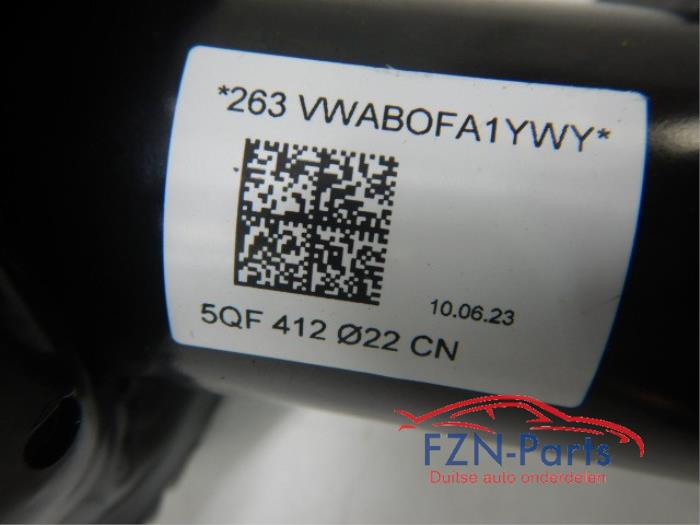 *263 VWABOFA1YWY*
10.06.23
5QF 412 Ø22 CN
FZN-Parts
Duitse auto onderdelen